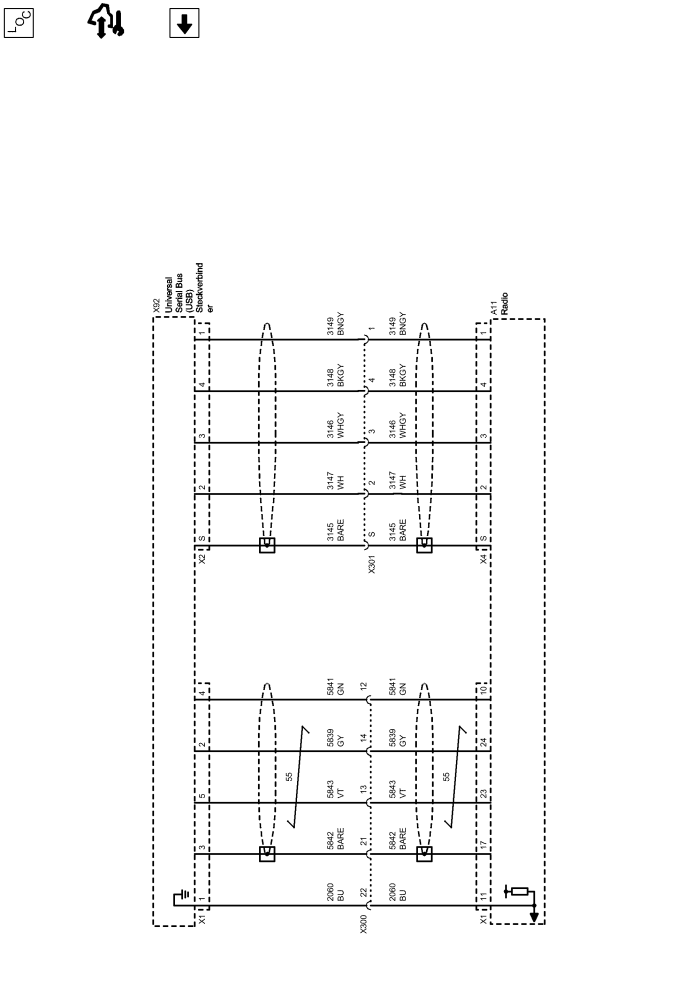 LOC
X92
Universal
Serial Bus
(USB)
Steckverbind
er
A11
Radio
1
3149
BNGY
1
3149
BNGY
1
4
3148
BKGY
4
3148
BKGY
4
3
3146
WHGY
3
3146
WHGY
3
2
3147
WH
2
3147
WH
2
S
3145
BARE
S
3145
BARE
S
X2
X301
X4
4
5841
GN
12
5841
GN
10
2
5839
GY
14
5839
GY
24
55
55
5
5843
VT
13
5843
VT
23
3
5842
BARE
21
5842
BARE
17
1
2060
BU
22
2060
BU
11
X1
X300
X1